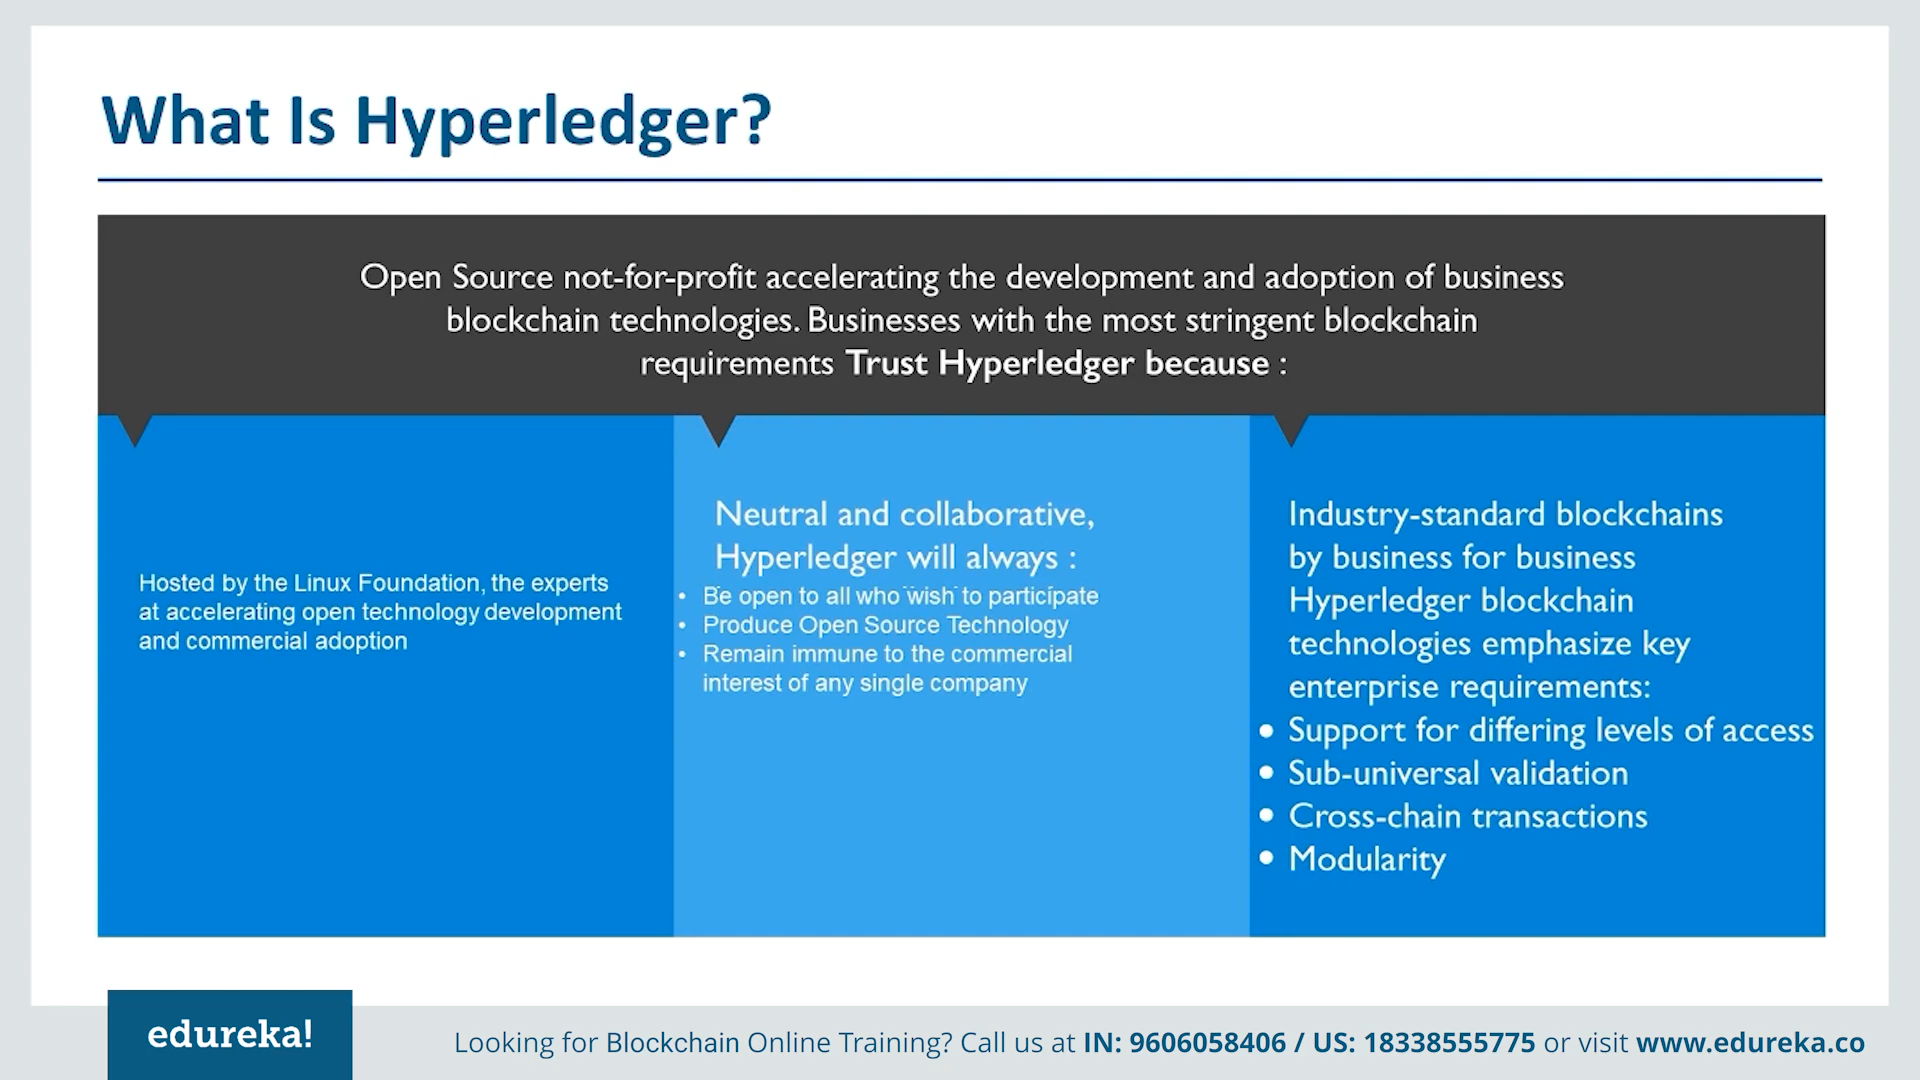 What Is Hyperledger?
Open Source not-for-profit accelerating the development and adoption of business
blockchain technologies. Businesses with the most stringent blockchain
requirements Trust Hyperledger because :
Hosted by the Linux Foundation, the experts
at accelerating open technology development
and commercial adoption
Neutral and collaborative,
Hyperledger will always :
• Be open to all who wish to participate
• Produce Open Source Technology
• Remain immune to the commercial
interest of any single company
Industry-standard blockchains
by business for business
Hyperledger blockchain
technologies emphasize key
enterprise requirements:
• Support for differing levels of access
• Sub-universal validation
• Cross-chain transactions
• Modularity
edureka!
Looking for Blockchain Online Training? Call us at IN: 9606058406 / US: 18338555775 or visit www.edureka.co